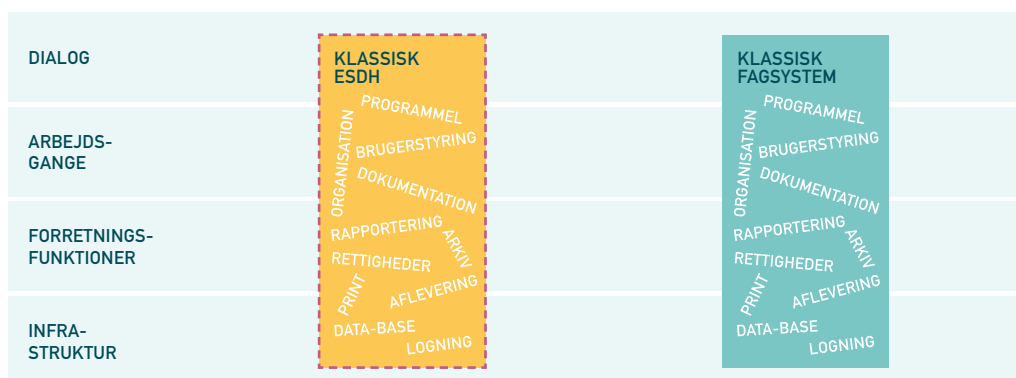 DIALOG
ARBEJDS-
GANGE
FORRETNINGS-
FUNKTIONER
INFRA-
STRUKTUR
KLASSISK
ESDH
PROGRAMMEL
ORGANISATION
BRUGERSTYRING
DOKUMENTATION
RAPPORTERING
ARKIV
RETTIGHEDER
PRINT
AFLEVERING
DATA-BASE
LOGNING
KLASSISK
FAGSYSTEM
PROGRAMMEL
ORGANISATION
BRUGERSTYRING
DOKUMENTATION
RAPPORTERING
ARKIV
RETTIGHEDER
PRINT
AFLEVERING
DATA-BASE
LOGNING